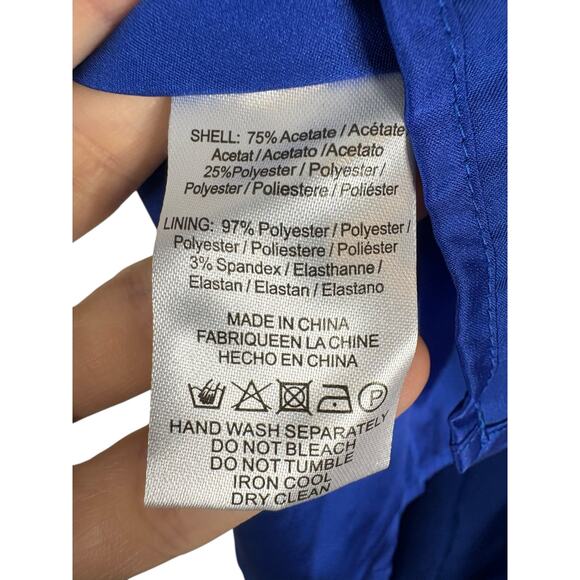 SHELL: 75% Acetate / Acétate
Acetat / Acetato / Acetato
25%Polyester / Polyester /
Polyester / Poliestere / Poliéster
LINING: 97% Polyester / Polyester /
Polyester / Poliestere / Poliéster
3% Spandex / Elasthanne /
Elastan / Elastan / Elastano
MADE IN CHINA
FABRIQUEEN LA CHINE
HECHO EN CHINA
P
HAND WASH SEPARATELY
DO NOT BLEACH
DO NOT TUMBLE
IRON COOL
DRY CLEAN